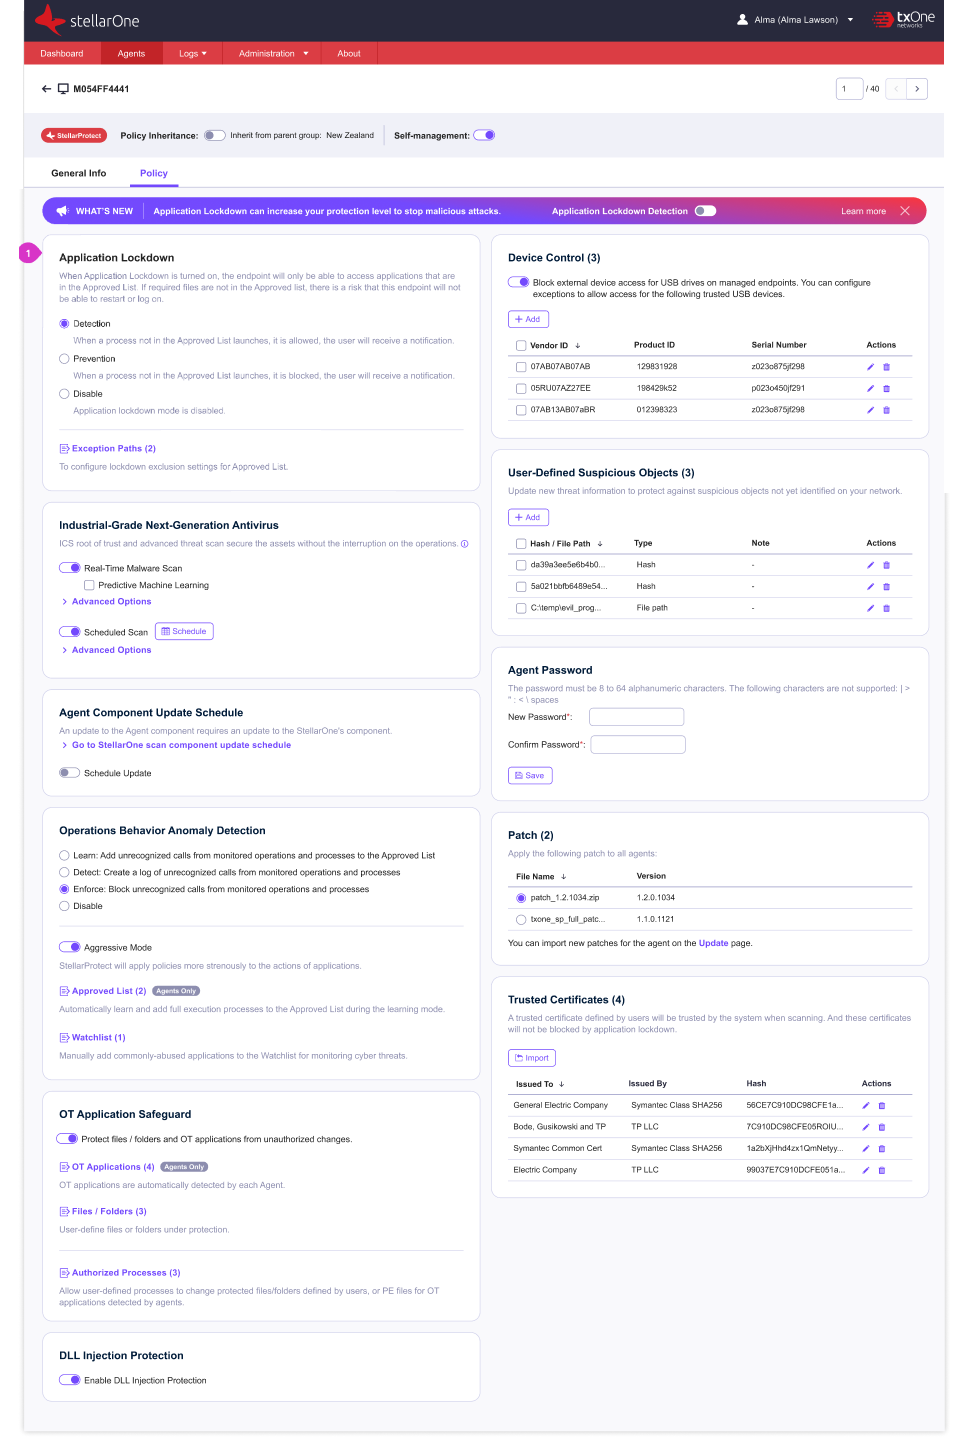 stellarOne
Alma (Alma Lawson)
txOne
networks
Dashboard
Agents
Logs
Administration
About
M054FF4441
1 / 40
StellarProtect
Policy Inheritance:
Inherit from parent group: New Zealand
Self-management:
General Info
Policy
WHAT'S NEW
Application Lockdown can increase your protection level to stop malicious attacks.
Application Lockdown Detection
Learn more
1
Application Lockdown
When Application Lockdown is turned on, the endpoint will only be able to access applications that are
in the Approved List. If required files are not in the Approved list, there is a risk that this endpoint will not
be able to restart or log on.
Detection
When a process not in the Approved List launches, it is allowed, the user will receive a notification.
Prevention
When a process not in the Approved List launches, it is blocked, the user will receive a notification.
Disable
Application lockdown mode is disabled.
Exception Paths (2)
To configure lockdown exclusion settings for Approved List.
Industrial-Grade Next-Generation Antivirus
ICS root of trust and advanced threat scan secure the assets without the interruption on the operations.
Real-Time Malware Scan
Predictive Machine Learning
Advanced Options
Scheduled Scan
Schedule
Advanced Options
Agent Component Update Schedule
An update to the Agent component requires an update to the StellarOne's component.
Go to StellarOne scan component update schedule
Schedule Update
Operations Behavior Anomaly Detection
Learn: Add unrecognized calls from monitored operations and processes to the Approved List
Detect: Create a log of unrecognized calls from monitored operations and processes
Enforce: Block unrecognized calls from monitored operations and processes
Disable
Aggressive Mode
StellarProtect will apply policies more strenously to the actions of applications.
Approved List (2) Agents Only
Automatically learn and add full execution processes to the Approved List during the learning mode.
Watchlist (1)
Manually add commonly-abused applications to the Watchlist for monitoring cyber threats.
OT Application Safeguard
Protect files / folders and OT applications from unauthorized changes.
OT Applications (4) Agents Only
OT applications are automatically detected by each Agent.
Files / Folders (3)
User-define files or folders under protection.
Authorized Processes (3)
Allow user-defined processes to change protected files/folders defined by users, or PE files for OT
applications detected by agents.
DLL Injection Protection
Enable DLL Injection Protection
Device Control (3)
Block external device access for USB drives on managed endpoints. You can configure
exceptions to allow access for the following trusted USB devices.
+ Add
Vendor ID ↓ Product ID Serial Number Actions
07AB07AB07AB 129831928 z023o875jf298
05RU07AZ27EE 198429k52 p023o450jf291
07AB13AB07aBR 012398323 z023o875jf298
User-Defined Suspicious Objects (3)
Update new threat information to protect against suspicious objects not yet identified on your network.
+ Add
Hash / File Path ↓ Type Note Actions
da39a3ee5e6b4b0... Hash -
5a021bbfb6489e54... Hash -
C:\temp\evil_prog... File path -
Agent Password
The password must be 8 to 64 alphanumeric characters. The following characters are not supported: | >
" : < \ spaces
New Password*:
Confirm Password*:
Save
Patch (2)
Apply the following patch to all agents:
File Name ↓ Version
patch_1.2.1034.zip 1.2.0.1034
txone_sp_full_patc... 1.1.0.1121
You can import new patches for the agent on the Update page.
Trusted Certificates (4)
A trusted certificate defined by users will be trusted by the system when scanning. And these certificates
will not be blocked by application lockdown.
Import
Issued To ↓ Issued By Hash Actions
General Electric Company Symantec Class SHA256 56CE7C910DC98CFE1a...
Bode, Gusikowski and TP TP LLC 7C910DC98CFE05ROIU...
Symantec Common Cert Symantec Class SHA256 1a2bXjHhd4zx1QmNetyy...
Electric Company TP LLC 99037E7C910DCFE051a...